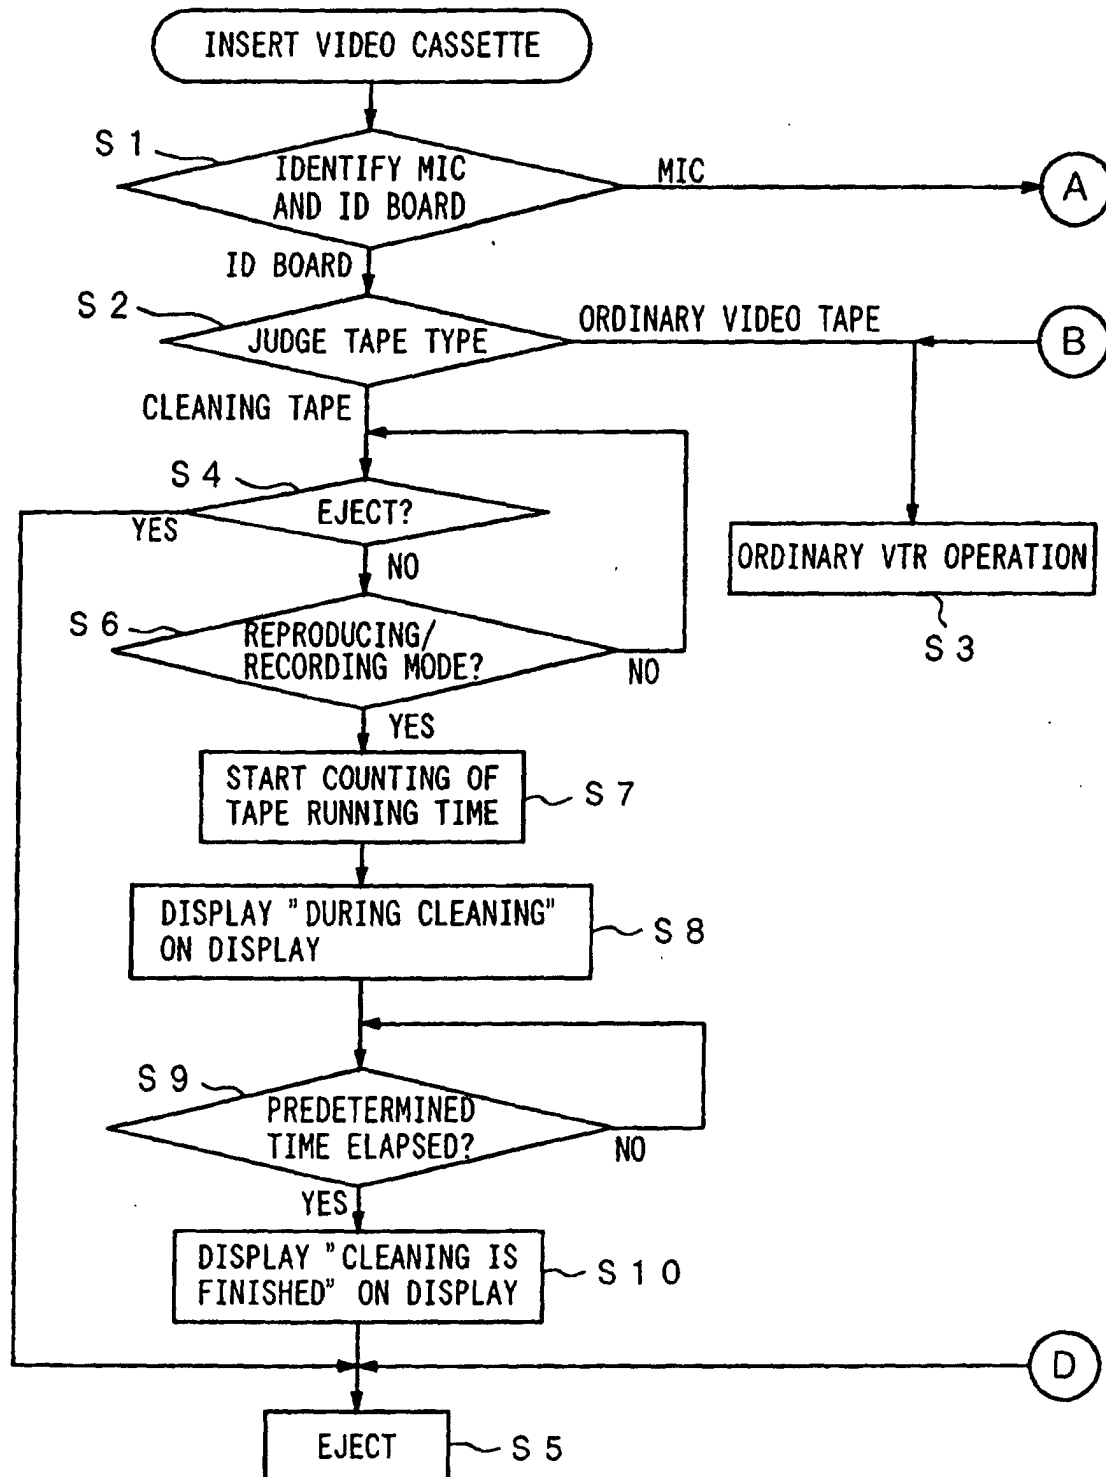 INSERT VIDEO CASSETTE
S 1
IDENTIFY MIC
AND ID BOARD
MIC
A
ID BOARD
S 2
JUDGE TAPE TYPE
ORDINARY VIDEO TAPE
B
CLEANING TAPE
S 4
EJECT?
YES
NO
ORDINARY VTR OPERATION
S 3
S 6
REPRODUCING/
RECORDING MODE?
NO
YES
START COUNTING OF
TAPE RUNNING TIME
S 7
DISPLAY "DURING CLEANING"
ON DISPLAY
S 8
S 9
PREDETERMINED
TIME ELAPSED?
NO
YES
DISPLAY "CLEANING IS
FINISHED" ON DISPLAY
S 1 0
D
EJECT
S 5